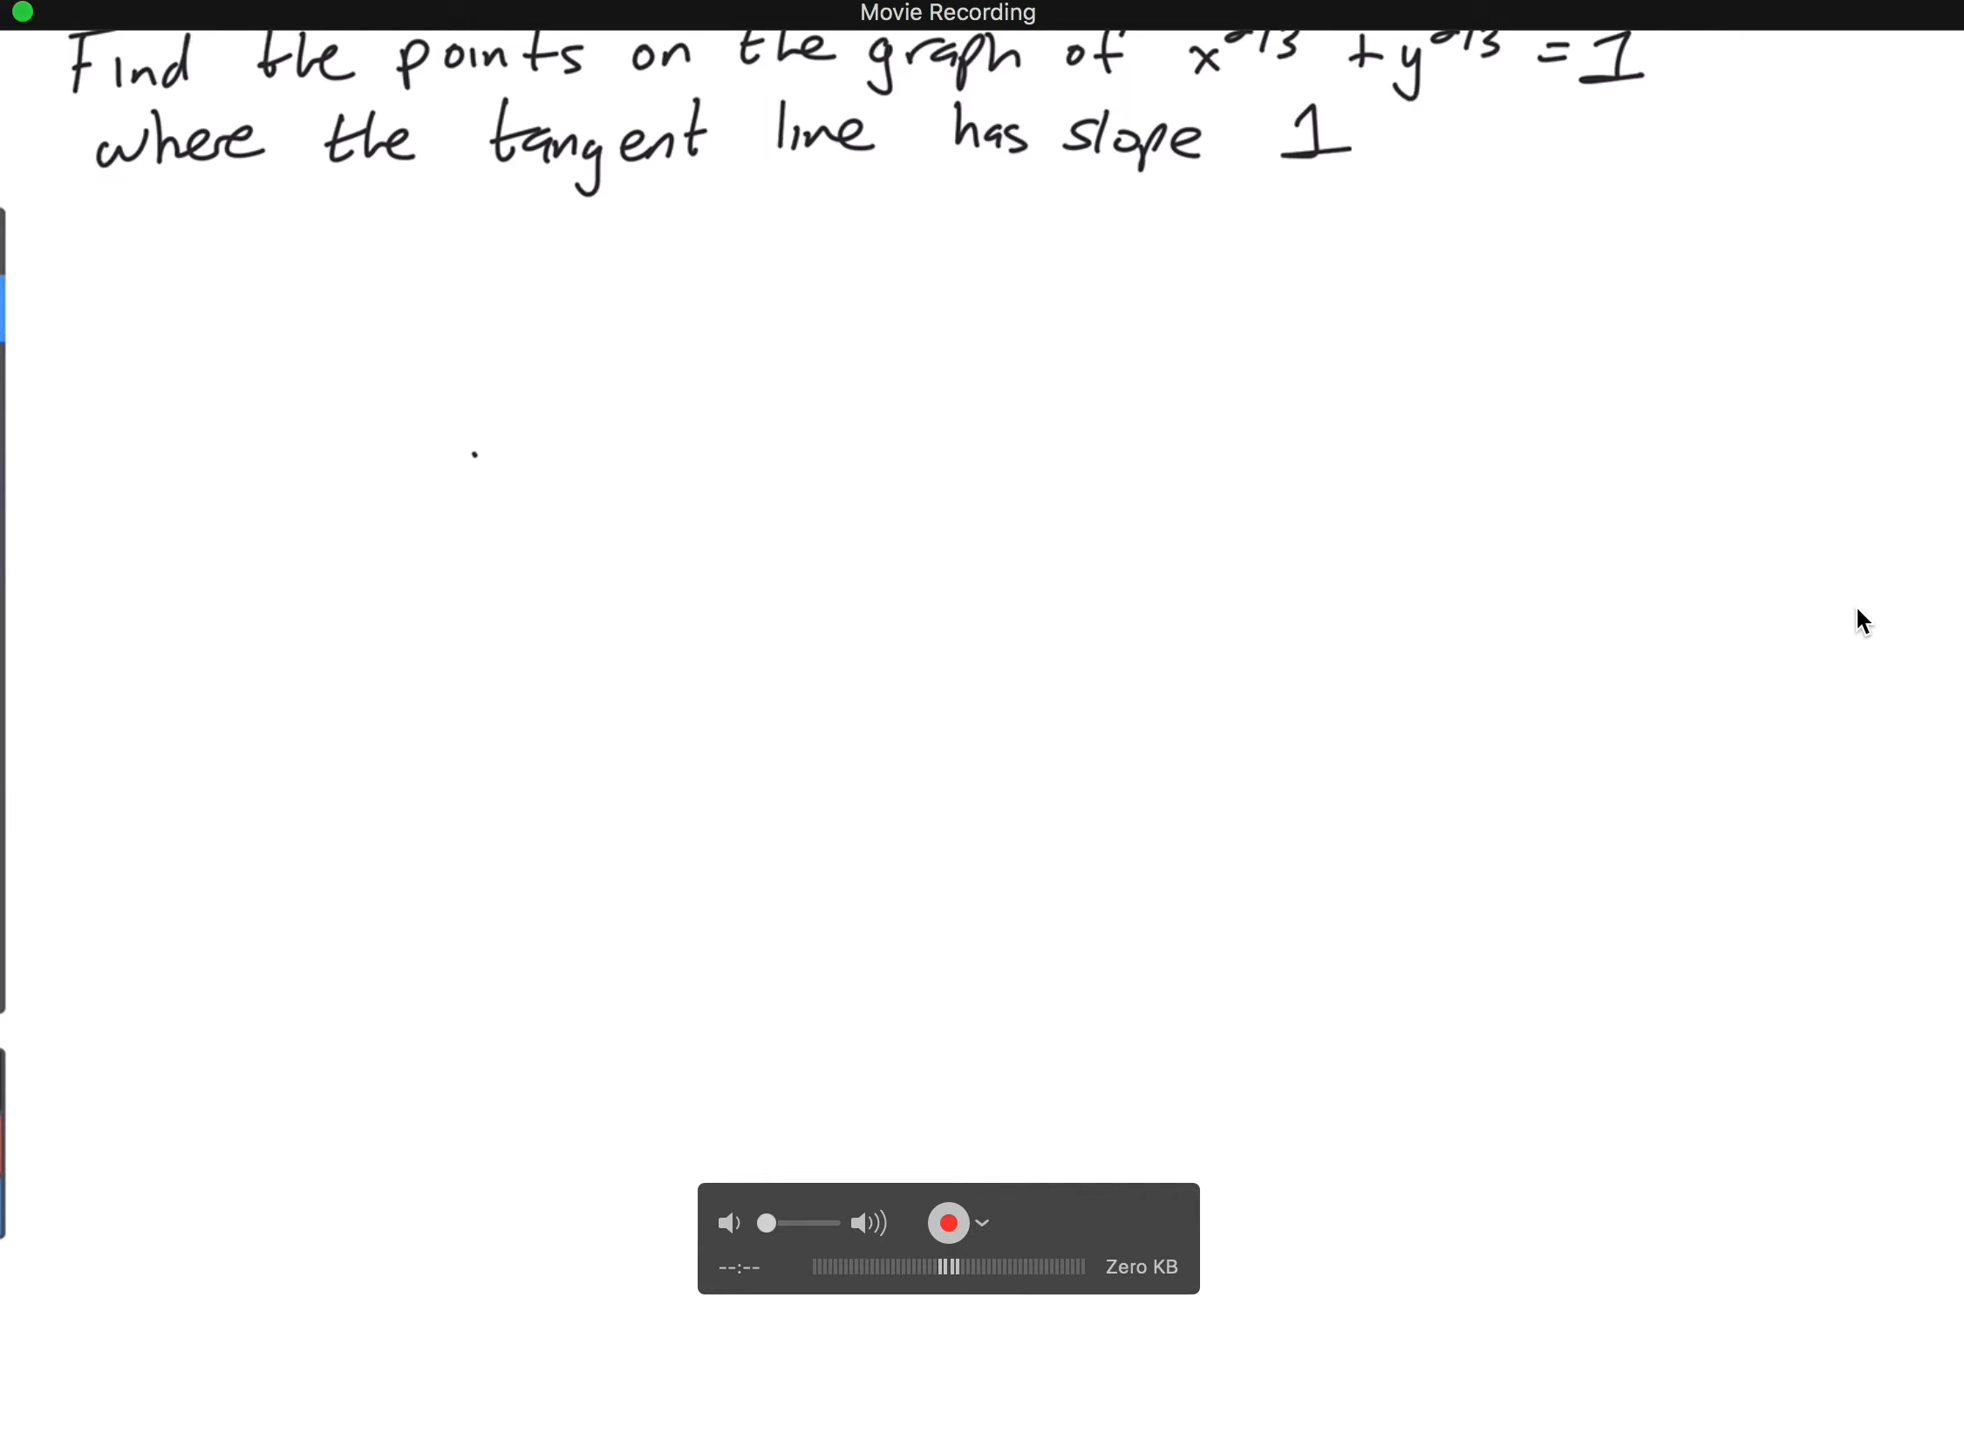 Movie Recording
Find the points on the graph of x^2/3 + y^2/3 = 1
where the tangent line has slope 1
--:-- Zero KB